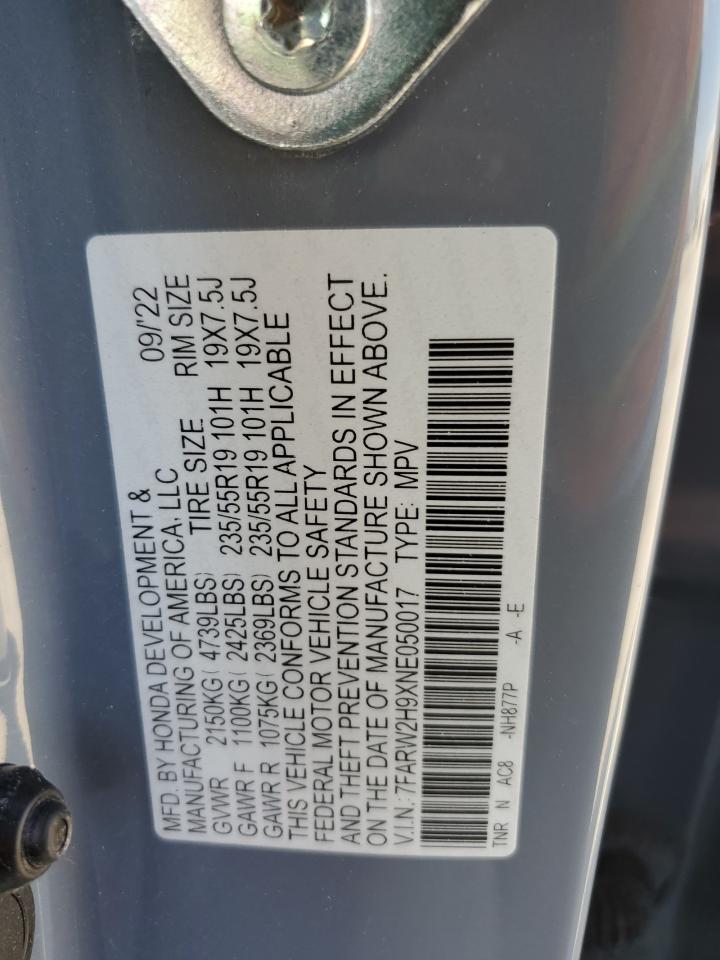 MFD. BY HONDA DEVELOPMENT & 09/'22
MANUFACTURING OF AMERICA, LLC
TIRE SIZE RIM SIZE
GVWR 2150KG( 4739LBS)
GAWR F 1100KG( 2425LBS) 235/55R19 101H 19X7.5J
GAWR R 1075KG( 2369LBS) 235/55R19 101H 19X7.5J
THIS VEHICLE CONFORMS TO ALL APPLICABLE
FEDERAL MOTOR VEHICLE SAFETY
AND THEFT PREVENTION STANDARDS IN EFFECT
ON THE DATE OF MANUFACTURE SHOWN ABOVE.
V.I.N.: 7FARW2H9XNE050017 TYPE: MPV
TNR N AC8 -NH877P -A -E